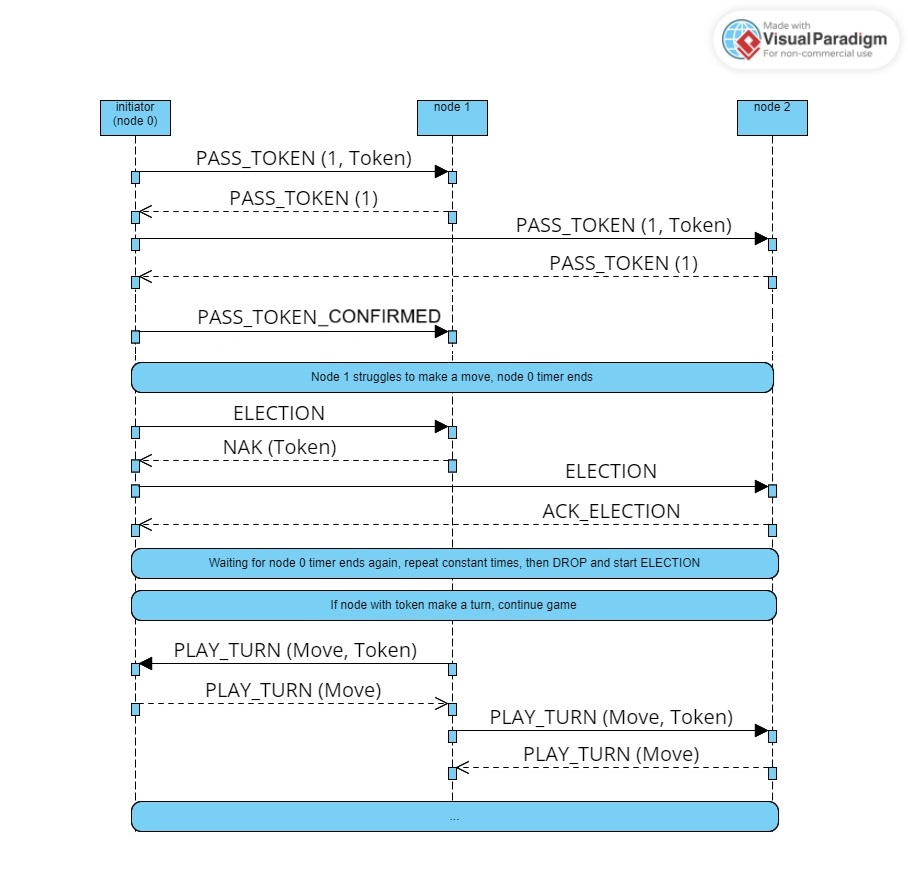 Made with
Visual Paradigm
For non-commercial use
initiator
(node 0)
node 1
node 2
PASS_TOKEN (1, Token)
PASS_TOKEN (1)
PASS_TOKEN (1, Token)
PASS_TOKEN (1)
PASS_TOKEN_CONFIRMED
Node 1 struggles to make a move, node 0 timer ends
ELECTION
NAK (Token)
ELECTION
ACK_ELECTION
Waiting for node 0 timer ends again, repeat constant times, then DROP and start ELECTION
If node with token make a turn, continue game
PLAY_TURN (Move, Token)
PLAY_TURN (Move)
PLAY_TURN (Move, Token)
PLAY_TURN (Move)
...